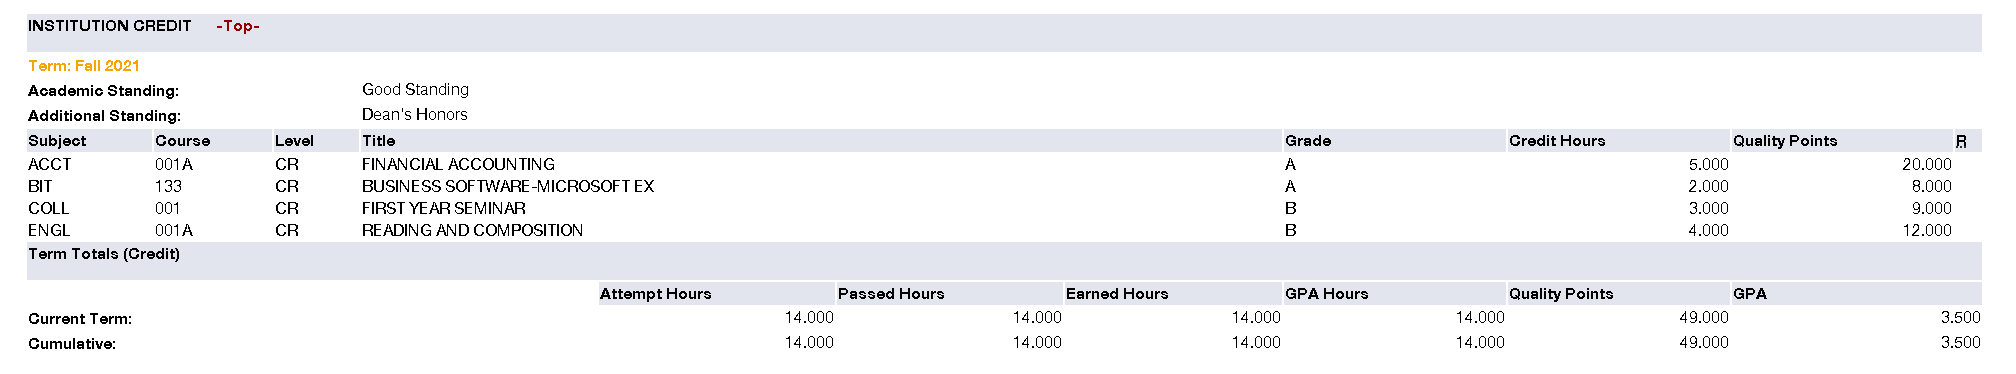 INSTITUTION CREDIT -Top-
Term: Fall 2021
Academic Standing: Good Standing
Additional Standing: Dean's Honors
Subject Course Level Title Grade Credit Hours Quality Points R
ACCT 001A CR FINANCIAL ACCOUNTING A 5.000 20.000
BIT 133 CR BUSINESS SOFTWARE-MICROSOFT EX A 2.000 8.000
COLL 001 CR FIRST YEAR SEMINAR B 3.000 9.000
ENGL 001A CR READING AND COMPOSITION B 4.000 12.000
Term Totals (Credit)
Attempt Hours Passed Hours Earned Hours GPA Hours Quality Points GPA
Current Term: 14.000 14.000 14.000 14.000 49.000 3.500
Cumulative: 14.000 14.000 14.000 14.000 49.000 3.500